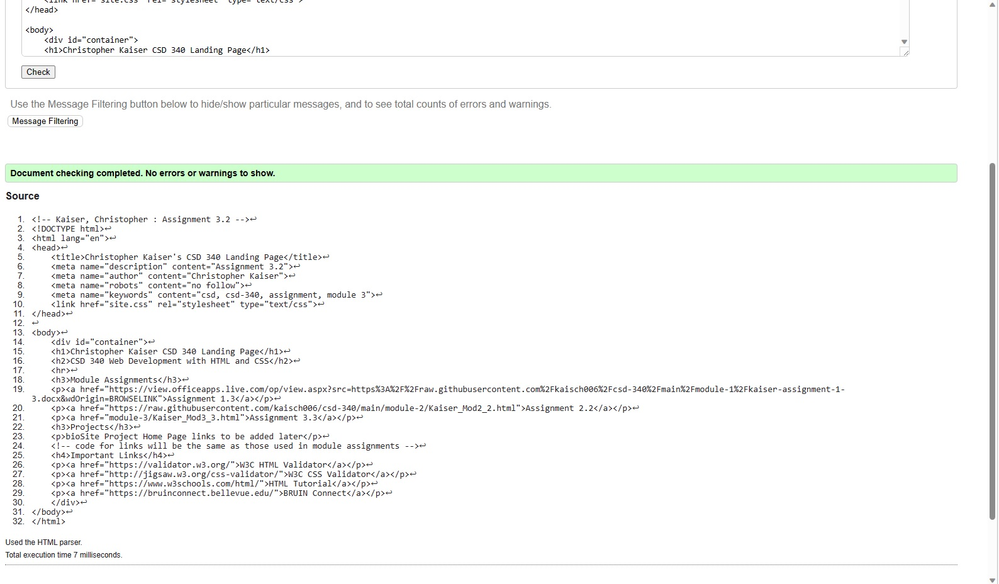 <link href="site.css" rel="stylesheet" type="text/css">
</head>
<body>
<div id="container">
<h1>Christopher Kaiser CSD 340 Landing Page</h1>
Check
Use the Message Filtering button below to hide/show particular messages, and to see total counts of errors and warnings.
Message Filtering
Document checking completed. No errors or warnings to show.
Source
1. <!-- Kaiser, Christopher : Assignment 3.2 -->↩
2. <!DOCTYPE html>↩
3. <html lang="en">↩
4. <head>↩
5. <title>Christopher Kaiser's CSD 340 Landing Page</title>↩
6. <meta name="description" content="Assignment 3.2">↩
7. <meta name="author" content="Christopher Kaiser">↩
8. <meta name="robots" content="no follow">↩
9. <meta name="keywords" content="csd, csd-340, assignment, module 3">↩
10. <link href="site.css" rel="stylesheet" type="text/css">↩
11. </head>↩
12. ↩
13. <body>↩
14. <div id="container">↩
15. <h1>Christopher Kaiser CSD 340 Landing Page</h1>↩
16. <h2>CSD 340 Web Development with HTML and CSS</h2>↩
17. <hr>↩
18. <h3>Module Assignments</h3>↩
19. <p><a href="https://view.officeapps.live.com/op/view.aspx?src=https%3A%2F%2Fraw.githubusercontent.com%2Fkaisch006%2Fcsd-340%2Fmain%2Fmodule-1%2Fkaiser-assignment-1-
3.docx&wdOrigin=BROWSELINK">Assignment 1.3</a></p>↩
20. <p><a href="https://raw.githubusercontent.com/kaisch006/csd-340/main/module-2/Kaiser_Mod2_2.html">Assignment 2.2</a></p>↩
21. <p><a href="module-3/Kaiser_Mod3_3.html">Assignment 3.3</a></p>↩
22. <h3>Projects</h3>↩
23. <p>bioSite Project Home Page links to be added later</p>↩
24. <!-- code for links will be the same as those used in module assignments -->↩
25. <h4>Important Links</h4>↩
26. <p><a href="https://validator.w3.org/">W3C HTML Validator</a></p>↩
27. <p><a href="http://jigsaw.w3.org/css-validator/">W3C CSS Validator</a></p>↩
28. <p><a href="https://www.w3schools.com/html/">HTML Tutorial</a></p>↩
29. <p><a href="https://bruinconnect.bellevue.edu/">BRUIN Connect</a></p>↩
30. </div>↩
31. </body>↩
32. </html>
Used the HTML parser.
Total execution time 7 milliseconds.